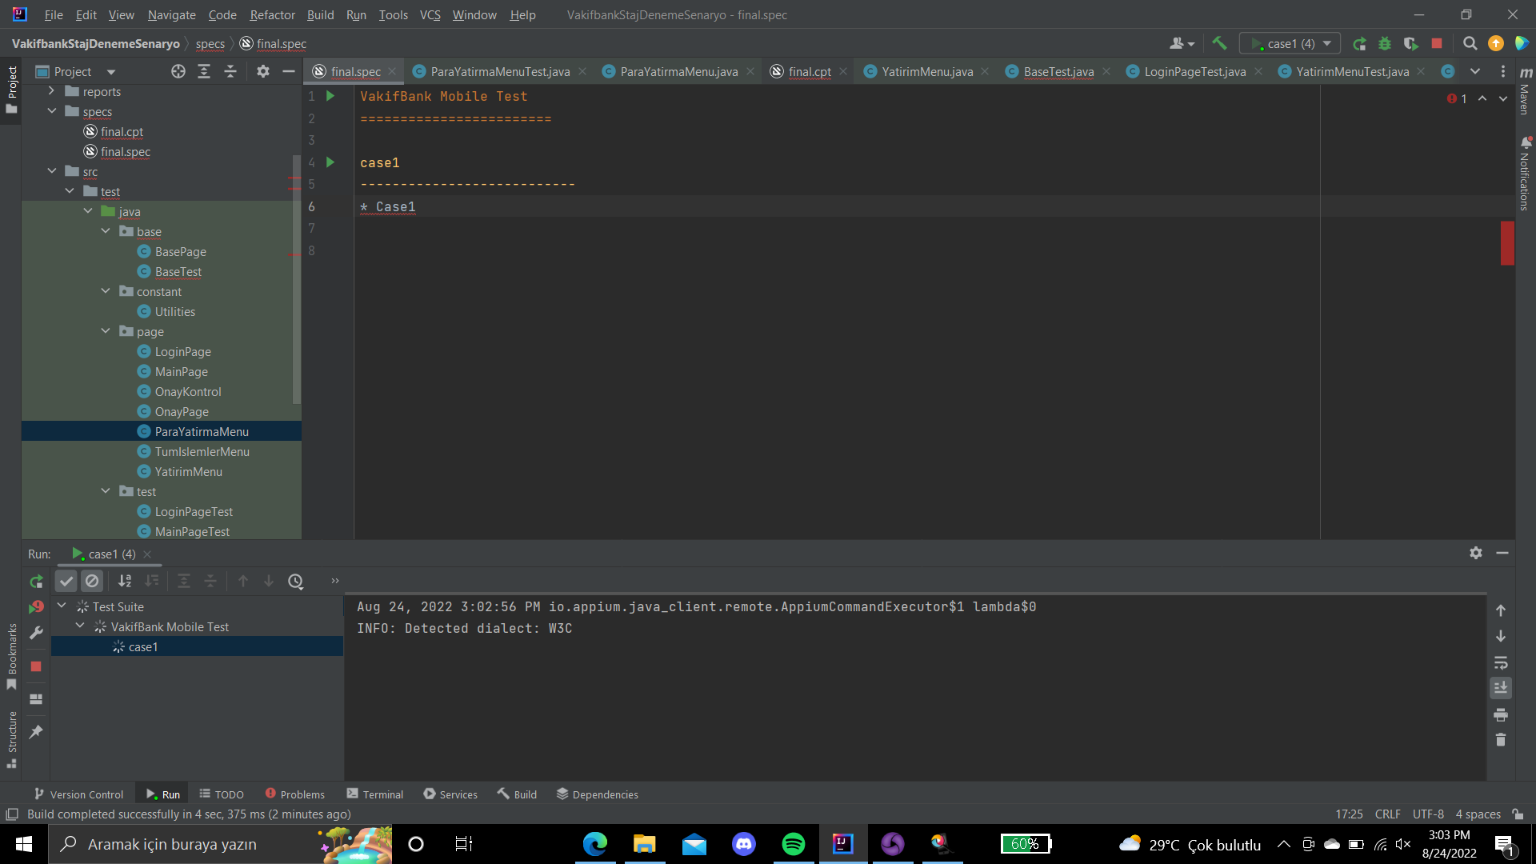 File Edit View Navigate Code Refactor Build Run Tools VCS Window Help VakifbankStajDenemeSenaryo - final.spec
VakifbankStajDenemeSenaryo specs final.spec case1 (4)
Project final.spec ParaYatirmaMenuTest.java ParaYatirmaMenu.java final.cpt YatirimMenu.java BaseTest.java LoginPageTest.java YatirimMenuTest.java
Project
Maven
Notifications
Bookmarks
Structure
reports
specs
final.cpt
final.spec
src
test
java
base
BasePage
BaseTest
constant
Utilities
page
LoginPage
MainPage
OnayKontrol
OnayPage
ParaYatirmaMenu
TumIslemlerMenu
YatirimMenu
test
LoginPageTest
MainPageTest
1 VakifBank Mobile Test
2 ========================
3
4 case1
5 ---------------------------
6 * Case1
7
8
1
Run: case1 (4)
Test Suite
VakifBank Mobile Test
case1
Aug 24, 2022 3:02:56 PM io.appium.java_client.remote.AppiumCommandExecutor$1 lambda$0
INFO: Detected dialect: W3C
Version Control Run TODO Problems Terminal Services Build Dependencies
Build completed successfully in 4 sec, 375 ms (2 minutes ago) 17:25 CRLF UTF-8 4 spaces
Aramak için buraya yazın 60% 29°C Çok bulutlu 3:03 PM
8/24/2022 1